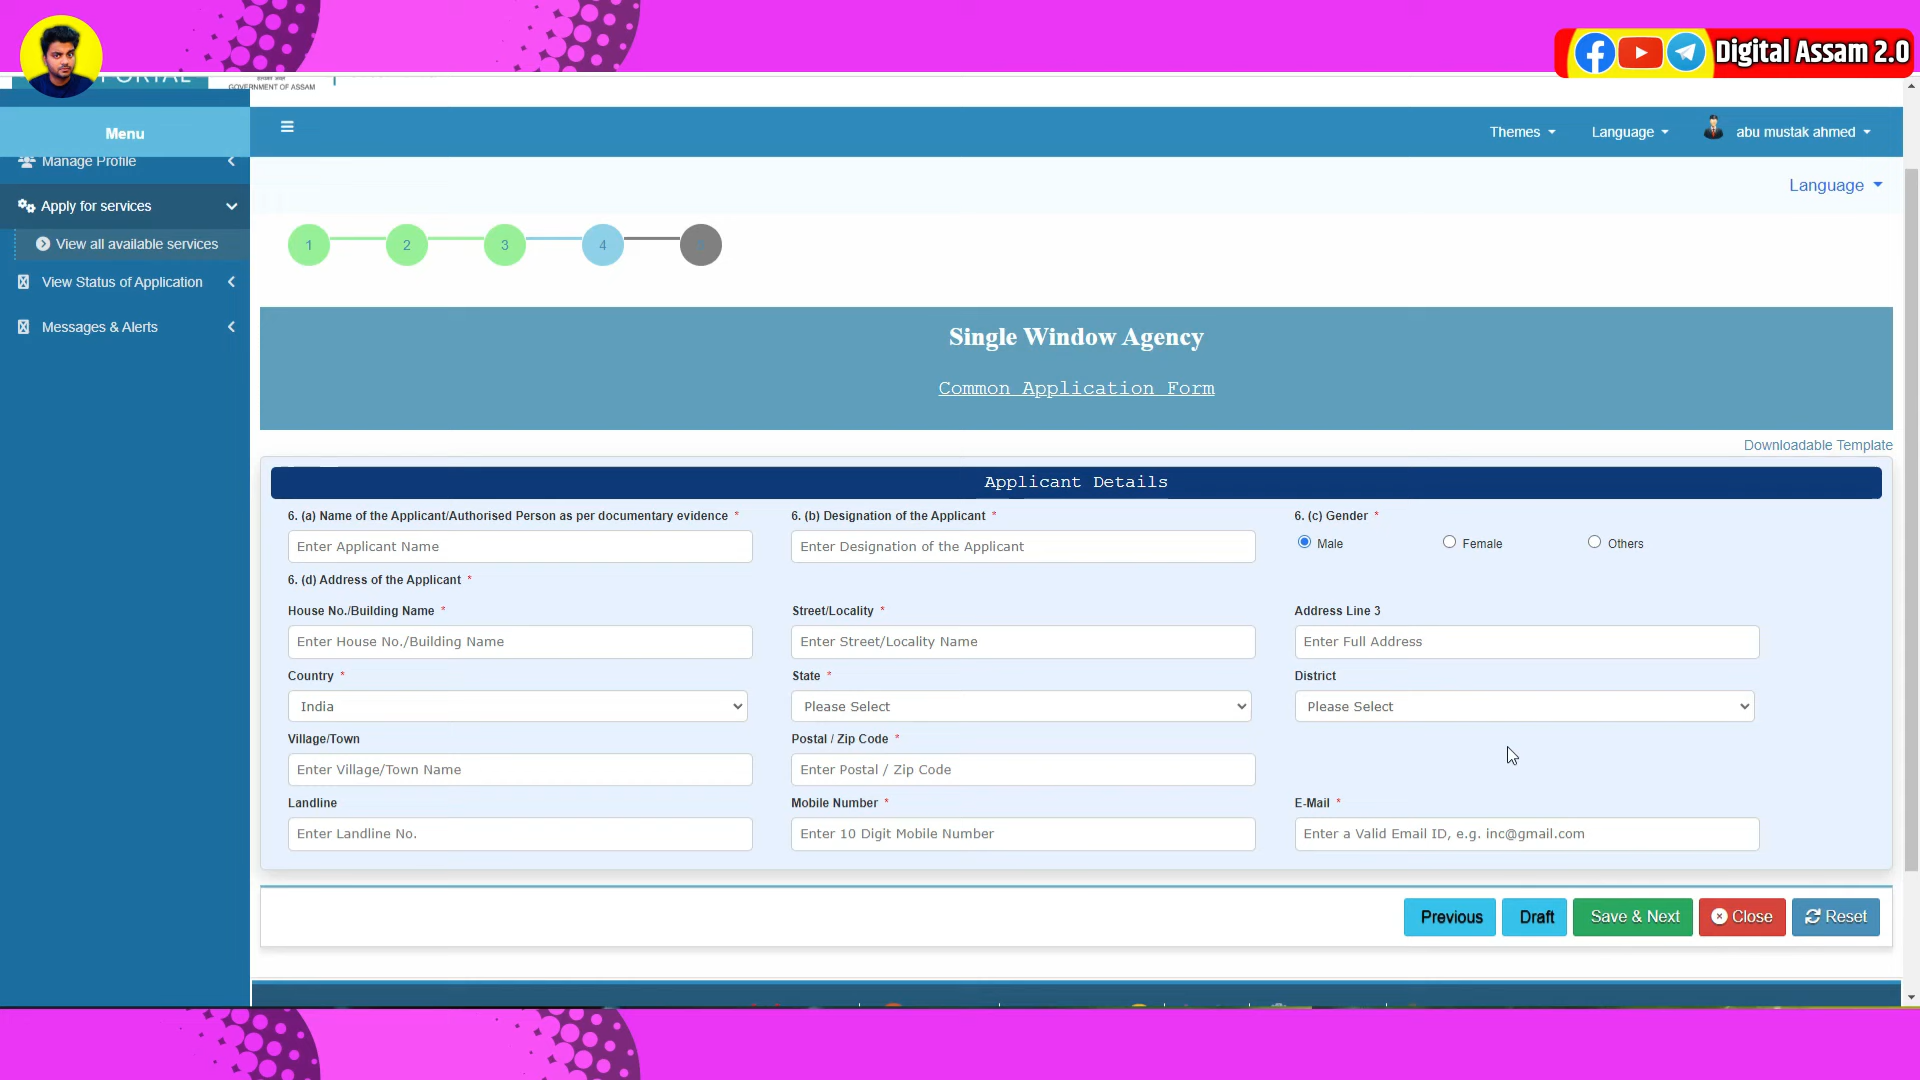 Digital Assam 2.0
PORTAL
GOVERNMENT OF ASSAM
Menu
Themes
Language
abu mustak ahmed
Manage Profile
Apply for services
View all available services
View Status of Application
Messages & Alerts
Language
1
2
3
4
Single Window Agency
Common Application Form
Downloadable Template
Applicant Details
6. (a) Name of the Applicant/Authorised Person as per documentary evidence *
6. (b) Designation of the Applicant *
6. (c) Gender *
Enter Applicant Name
Enter Designation of the Applicant
Male
Female
Others
6. (d) Address of the Applicant *
House No./Building Name *
Street/Locality *
Address Line 3
Enter House No./Building Name
Enter Street/Locality Name
Enter Full Address
Country *
State *
District
India
Please Select
Please Select
Village/Town
Postal / Zip Code *
Enter Village/Town Name
Enter Postal / Zip Code
Landline
Mobile Number *
E-Mail *
Enter Landline No.
Enter 10 Digit Mobile Number
Enter a Valid Email ID, e.g. inc@gmail.com
Previous
Draft
Save & Next
Close
Reset